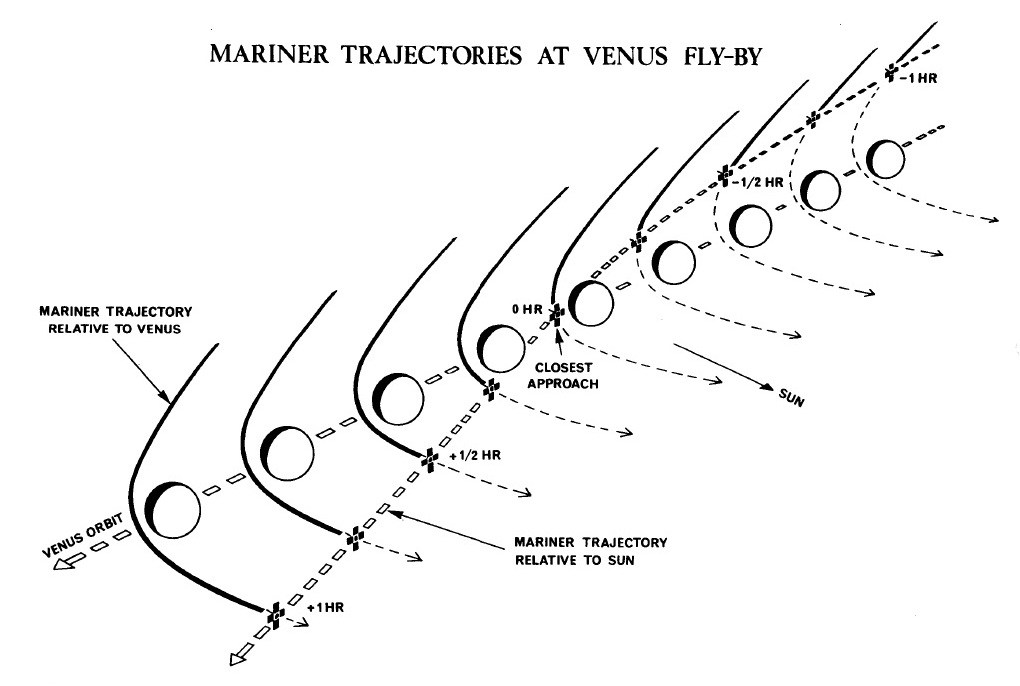 MARINER TRAJECTORIES AT VENUS FLY-BY
-1 HR
-1/2 HR
MARINER TRAJECTORY
RELATIVE TO VENUS
0 HR
CLOSEST
APPROACH
SUN
+1/2 HR
VENUS ORBIT
MARINER TRAJECTORY
RELATIVE TO SUN
+1 HR